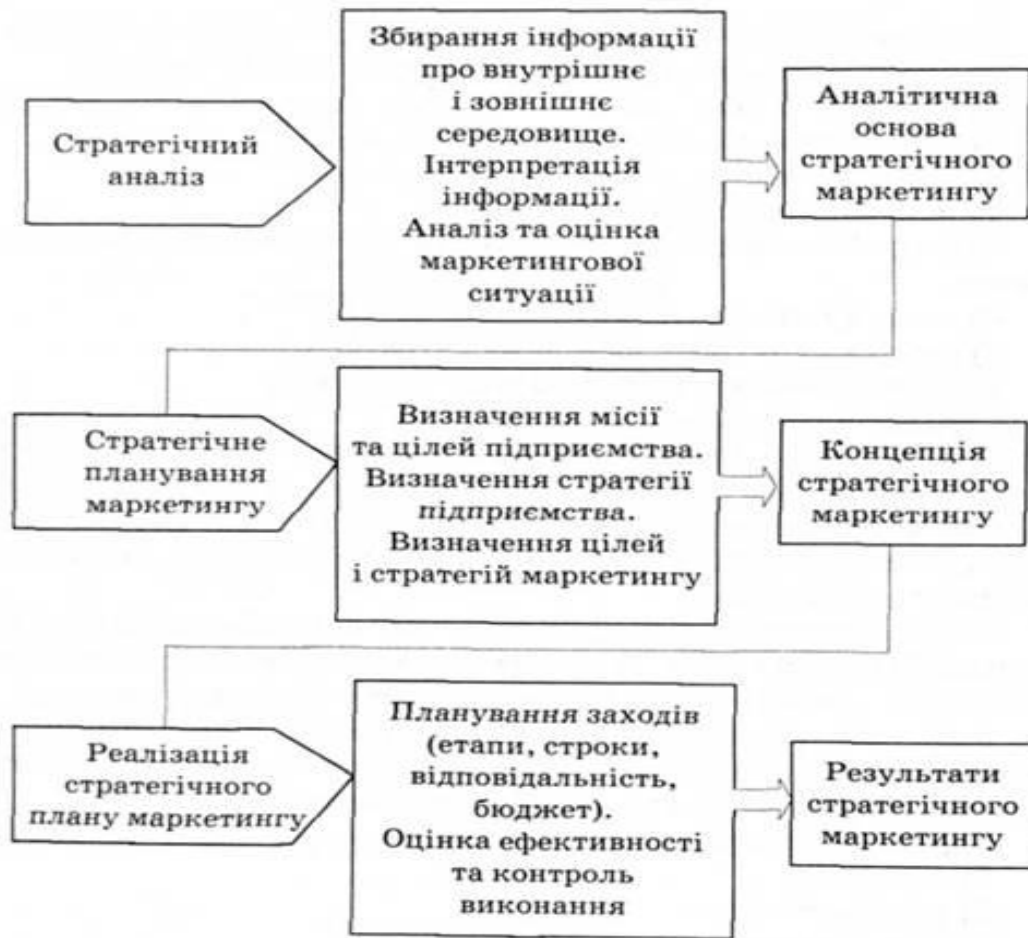 Стратегічний
аналіз
Збирання інформації
про внутрішнє
і зовнішнє
середовище.
Інтерпретація
інформації.
Аналіз та оцінка
маркетингової
ситуації
Аналітична
основа
стратегічного
маркетингу
Стратегічне
планування
маркетингу
Визначення місії
та цілей підприємства.
Визначення стратегії
підприємства.
Визначення цілей
і стратегій маркетингу
Концепція
стратегічного
маркетингу
Реалізація
стратегічного
плану маркетингу
Планування заходів
(етапи, строки,
відповідальність,
бюджет).
Оцінка ефективності
та контроль
виконання
Результати
стратегічного
маркетингу